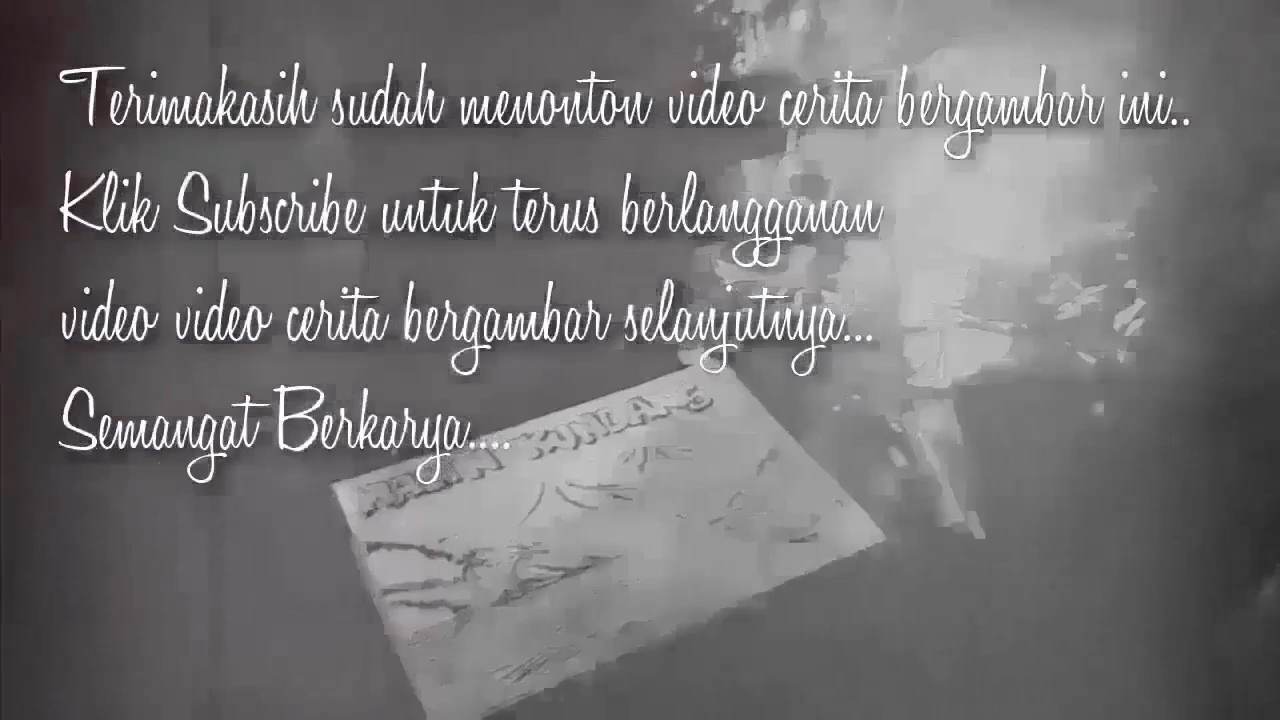 Terimakasih sudah menonton video cerita bergambar ini..
Klik Subscribe untuk terus berlangganan
video video cerita bergambar selanjutnya...
Semangat Berkarya....